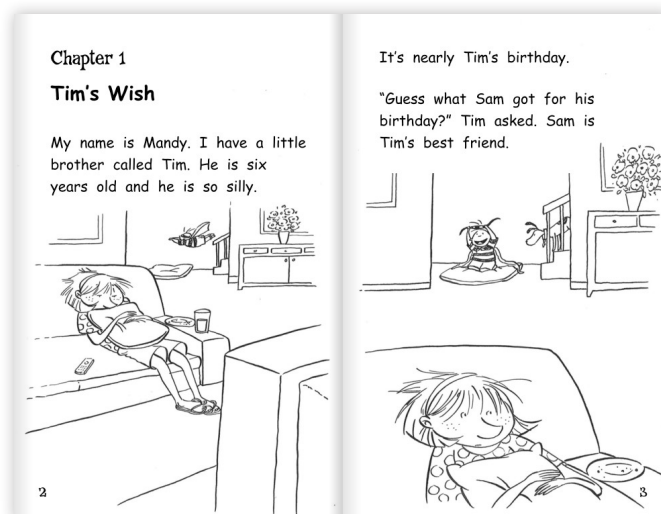 Chapter 1
Tim's Wish
My name is Mandy. I have a little
brother called Tim. He is six
years old and he is so silly.
2
It's nearly Tim's birthday.
"Guess what Sam got for his
birthday?" Tim asked. Sam is
Tim's best friend.
3